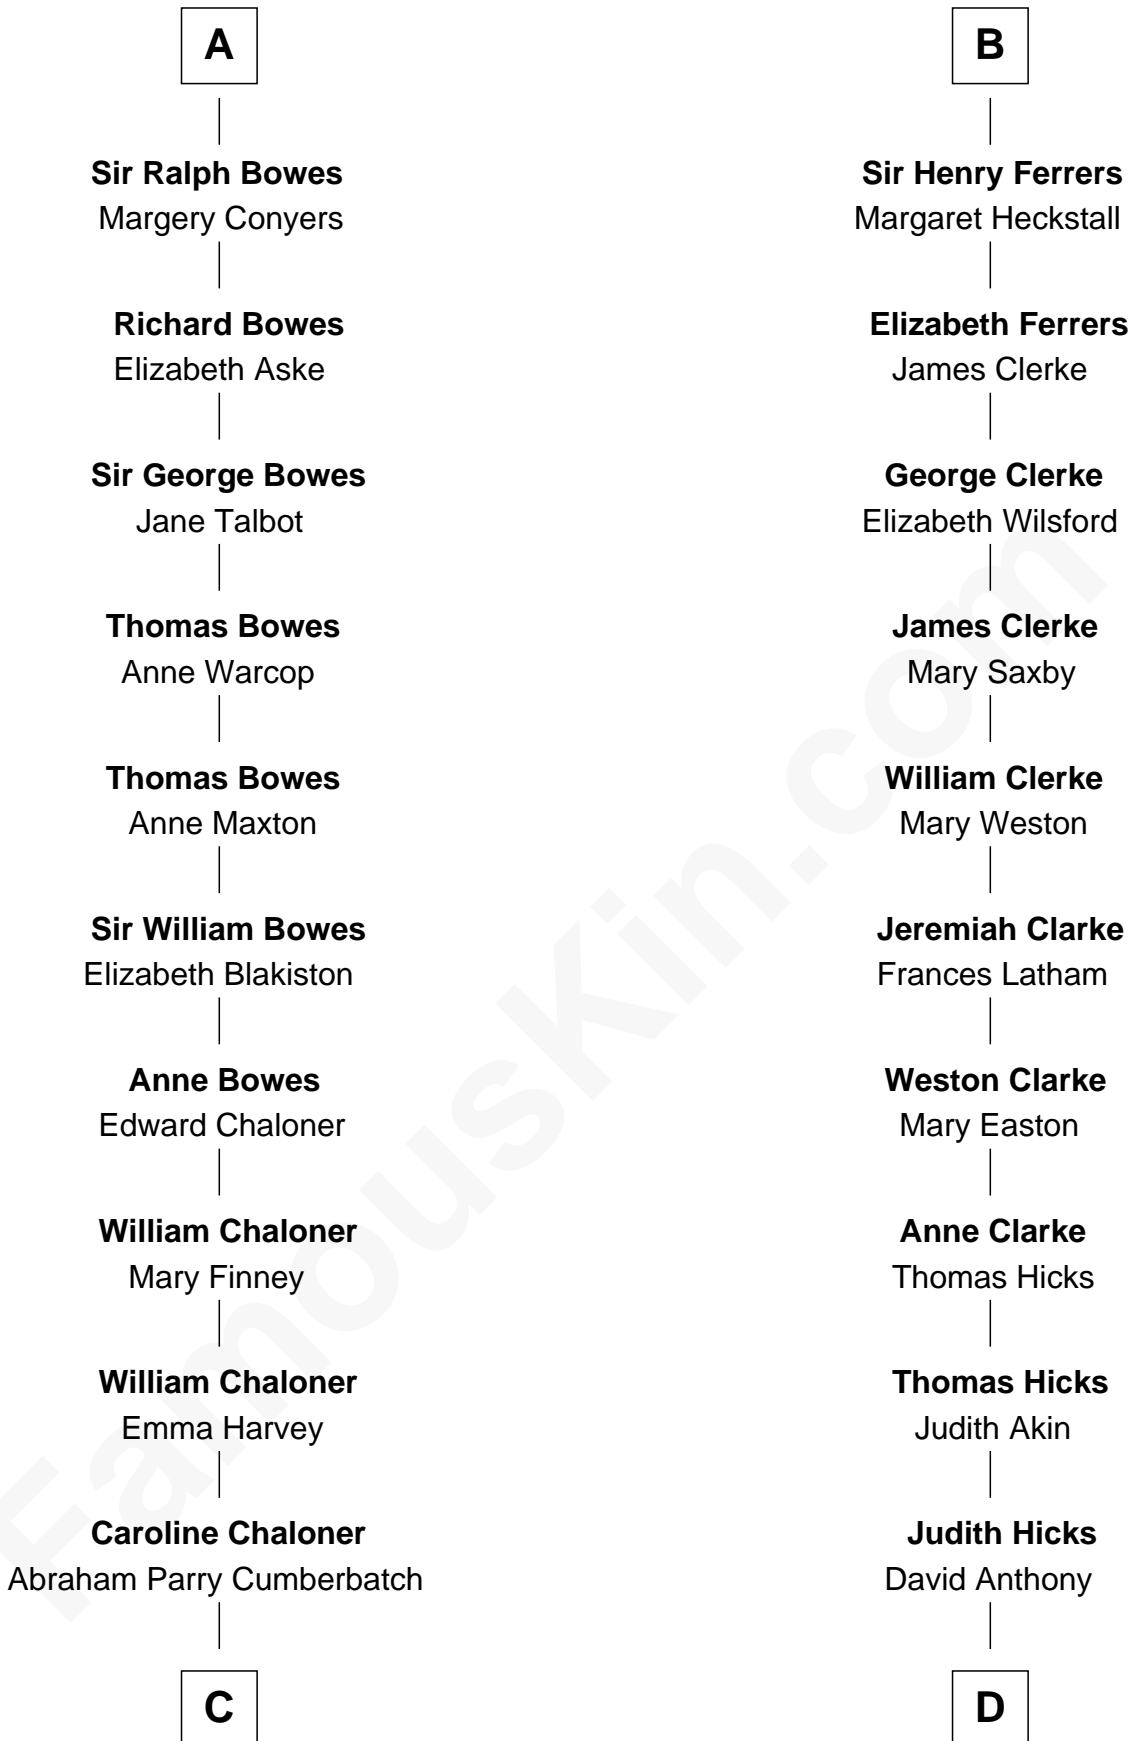 A
Sir Ralph Bowes
Margery Conyers
Richard Bowes
Elizabeth Aske
Sir George Bowes
Jane Talbot
Thomas Bowes
Anne Warcop
Thomas Bowes
Anne Maxton
Sir William Bowes
Elizabeth Blakiston
Anne Bowes
Edward Chaloner
William Chaloner
Mary Finney
William Chaloner
Emma Harvey
Caroline Chaloner
Abraham Parry Cumberbatch
C
B
Sir Henry Ferrers
Margaret Heckstall
Elizabeth Ferrers
James Clerke
George Clerke
Elizabeth Wilsford
James Clerke
Mary Saxby
William Clerke
Mary Weston
Jeremiah Clarke
Frances Latham
Weston Clarke
Mary Easton
Anne Clarke
Thomas Hicks
Thomas Hicks
Judith Akin
Judith Hicks
David Anthony
D
FamousKin.com